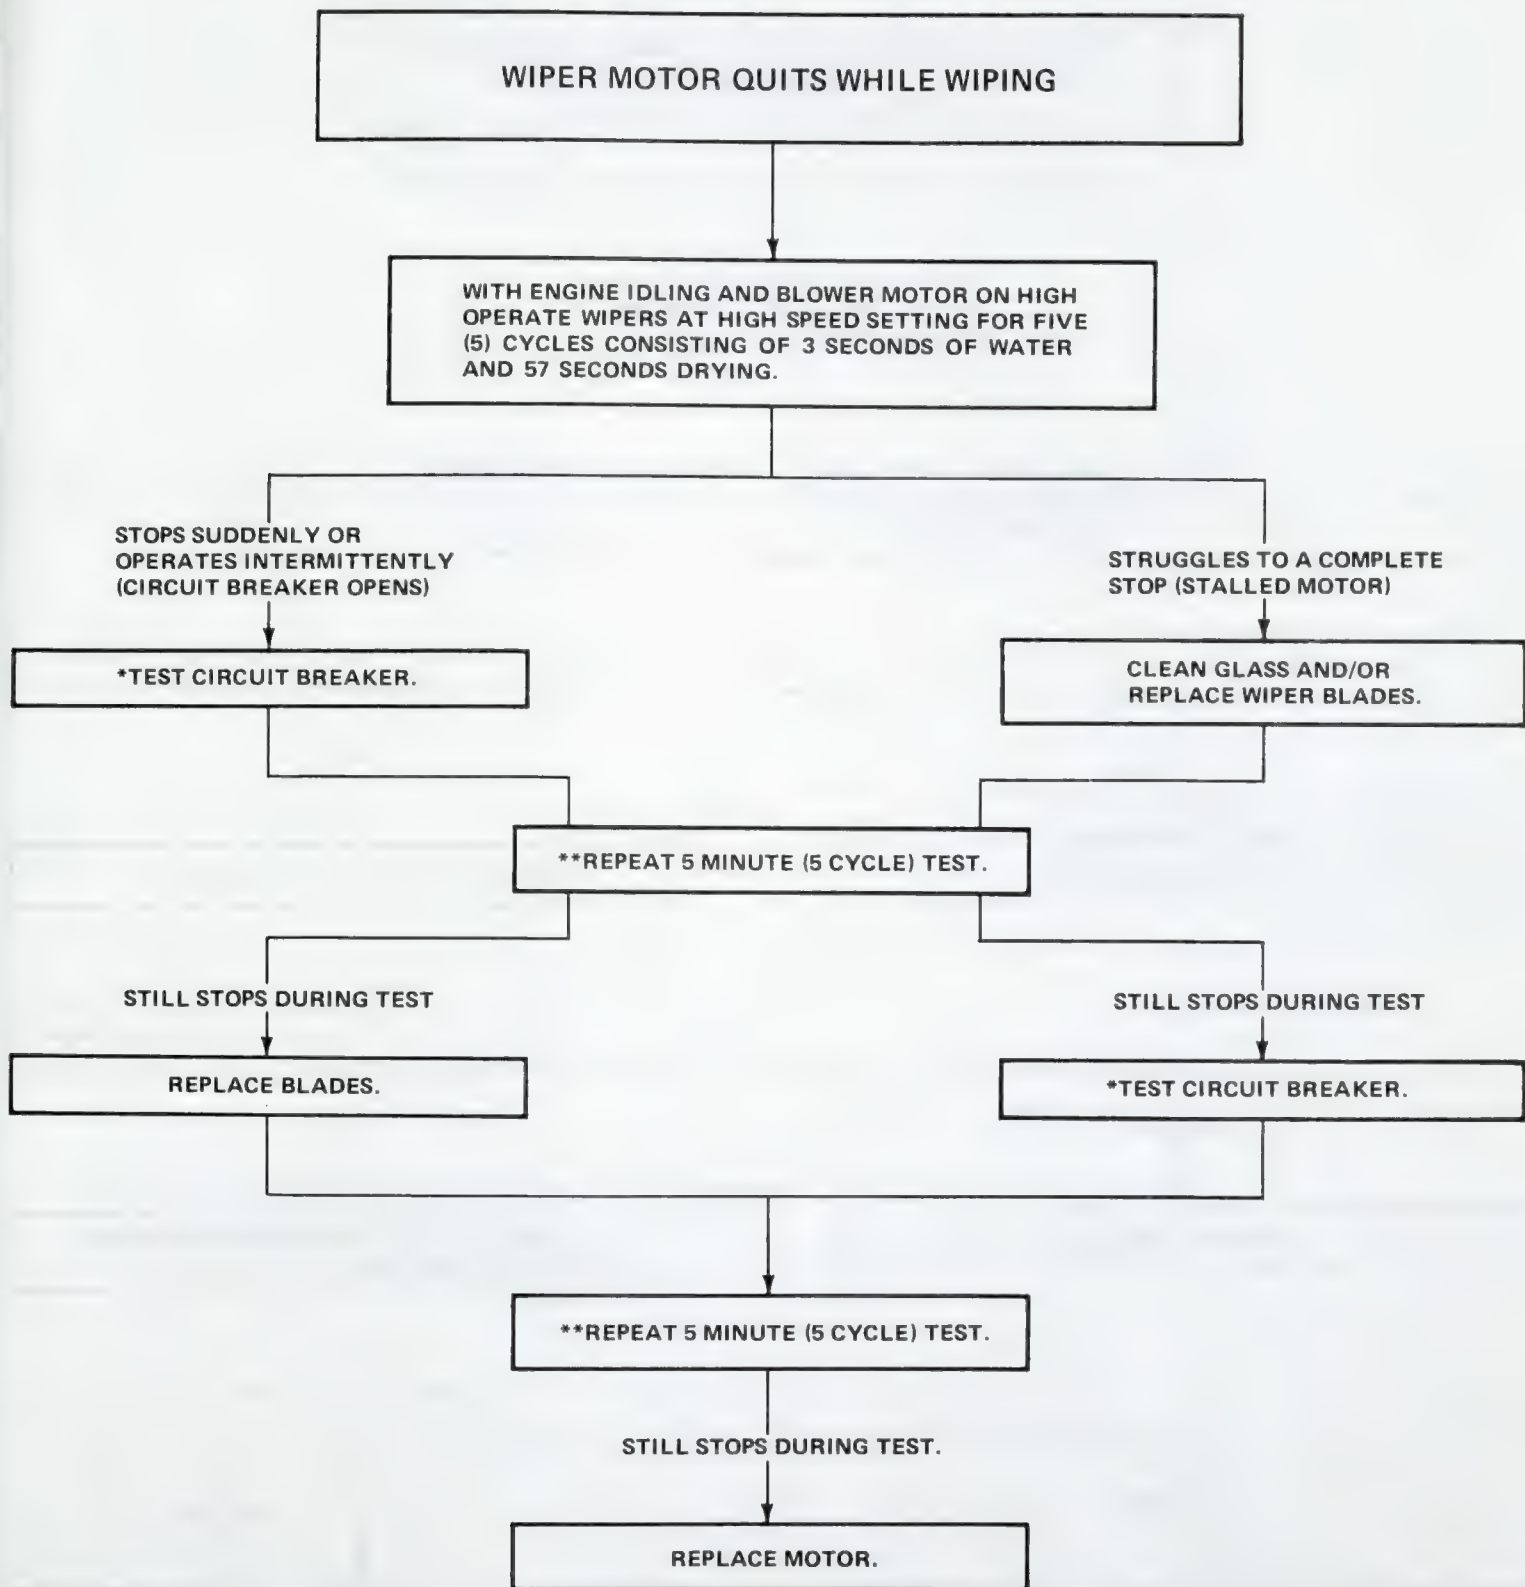 WIPER MOTOR QUITS WHILE WIPING
WITH ENGINE IDLING AND BLOWER MOTOR ON HIGH
OPERATE WIPERS AT HIGH SPEED SETTING FOR FIVE
(5) CYCLES CONSISTING OF 3 SECONDS OF WATER
AND 57 SECONDS DRYING.
STOPS SUDDENLY OR
OPERATES INTERMITTENTLY
(CIRCUIT BREAKER OPENS)
STRUGGLES TO A COMPLETE
STOP (STALLED MOTOR)
*TEST CIRCUIT BREAKER.
CLEAN GLASS AND/OR
REPLACE WIPER BLADES.
**REPEAT 5 MINUTE (5 CYCLE) TEST.
STILL STOPS DURING TEST
STILL STOPS DURING TEST
REPLACE BLADES.
*TEST CIRCUIT BREAKER.
**REPEAT 5 MINUTE (5 CYCLE) TEST.
STILL STOPS DURING TEST.
REPLACE MOTOR.